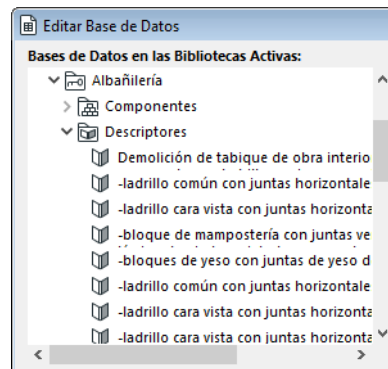 Editar Base de Datos
Bases de Datos en las Bibliotecas Activas:
Albañilería
Componentes
Descriptores
Demolición de tabique de obra interio
-ladrillo común con juntas horizontale
-ladrillo cara vista con juntas horizonta
-bloque de mampostería con juntas ve
-bloques de yeso con juntas de yeso d
-ladrillo común con juntas horizontale
-ladrillo cara vista con juntas horizonta
-ladrillo cara vista con juntas horizonta